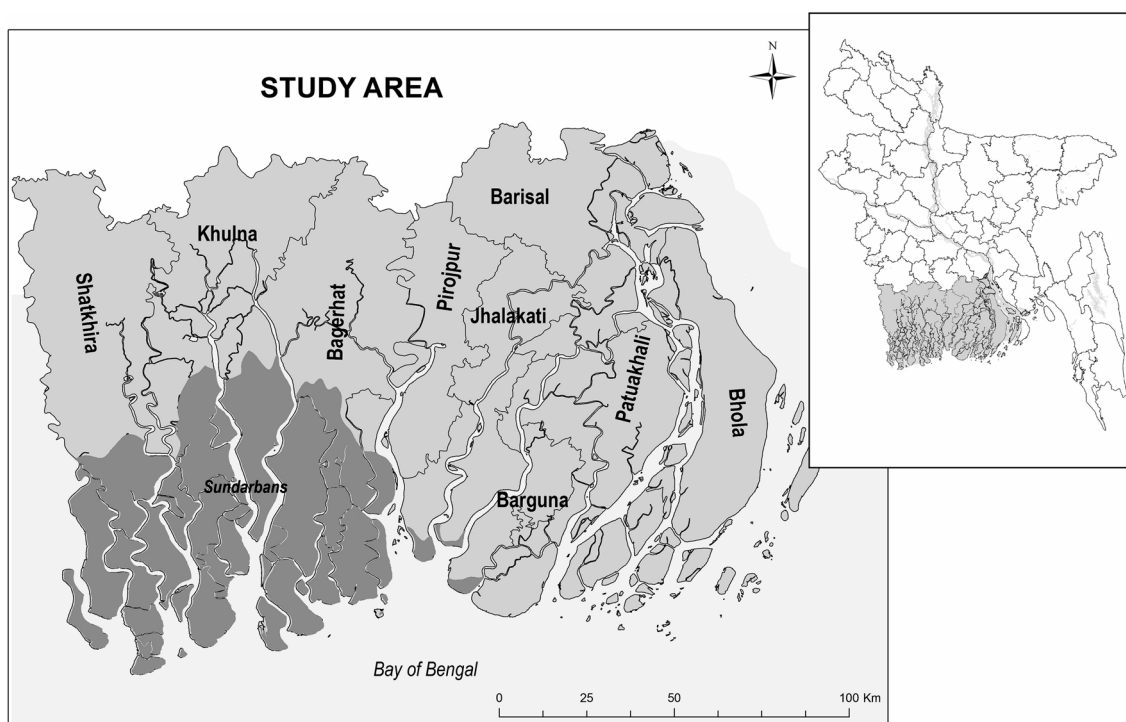 N
STUDY AREA
Barisal
Khulna
Pirojpur
Shatkhira
Bagerhat
Jhalakati
Patuakhali
Bhola
Sundarbans
Barguna
Bay of Bengal
0 25 50 100 Km